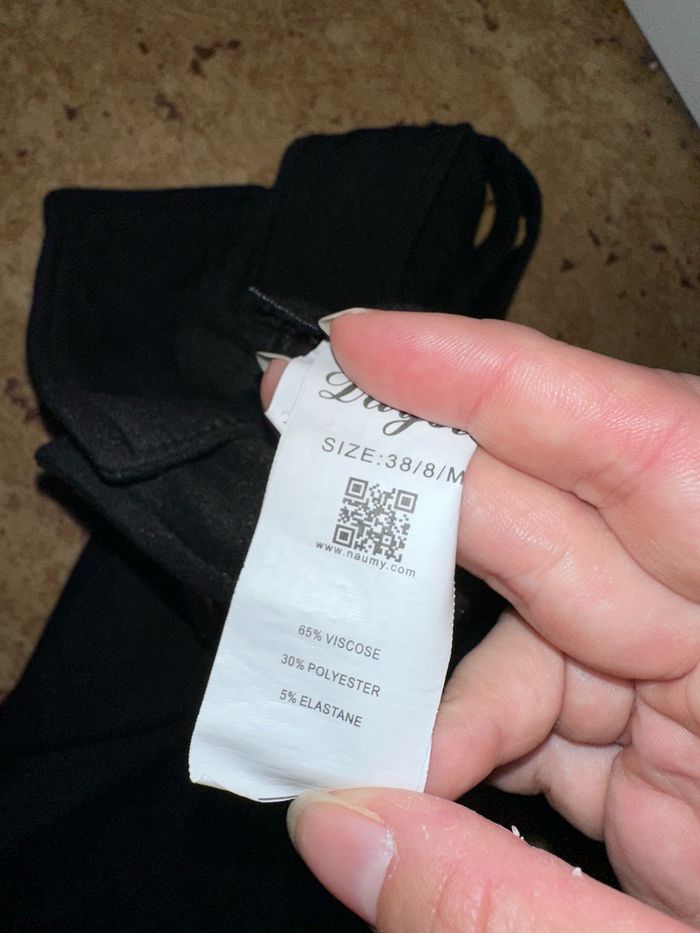 SIZE:38/8/M
www.naumy.com
65% VISCOSE
30% POLYESTER
5% ELASTANE